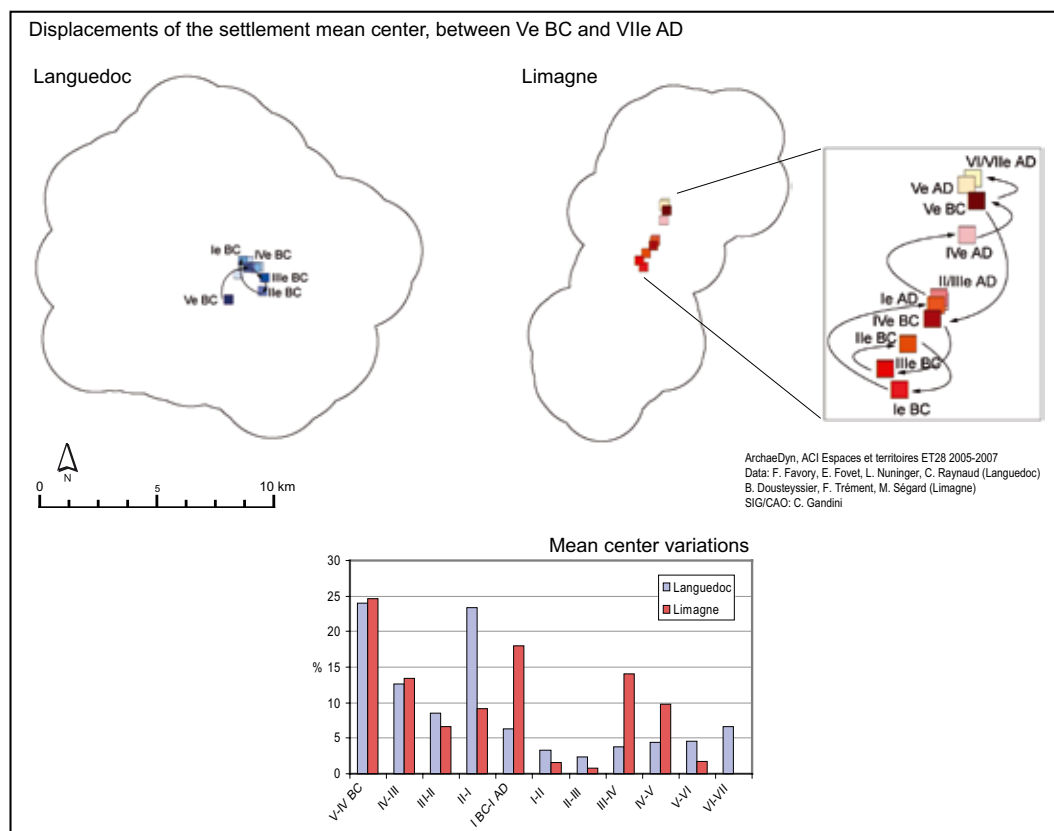 Displacements of the settlement mean center, between Ve BC and VIIe AD
Languedoc
Limagne
Ie BC
IVe BC
IIIe BC
IIe BC
Ve BC
VI/VIIe AD
Ve AD
Ve BC
IVe AD
II/IIIe AD
Ie AD
IVe BC
IIe BC
IIIe BC
Ie BC
N
0 5 10 km
ArchaeDyn, ACI Espaces et territoires ET28 2005-2007
Data: F. Favory, E. Fovet, L. Nuninger, C. Raynaud (Languedoc)
B. Dousteyssier, F. Trément, M. Ségard (Limagne)
SIG/CAO: C. Gandini
Mean center variations
30
25
20
15
10
5
0
%
Languedoc
Limagne
V-IV BC
IV-III
III-II
II-I
I BC-I AD
I-II
II-III
III-IV
IV-V
V-VI
VI-VII